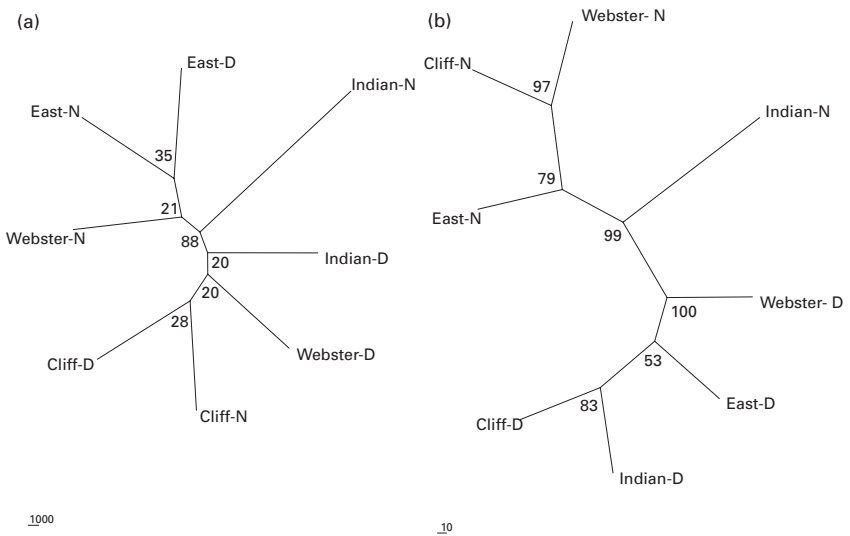 (a)
East-D
Indian-N
East-N
35
21
Webster-N
88
Indian-D
20
20
28
Webster-D
Cliff-D
Cliff-N
1000
(b)
Webster- N
Cliff-N
97
Indian-N
79
East-N
99
Webster- D
100
53
East-D
83
Cliff-D
Indian-D
10